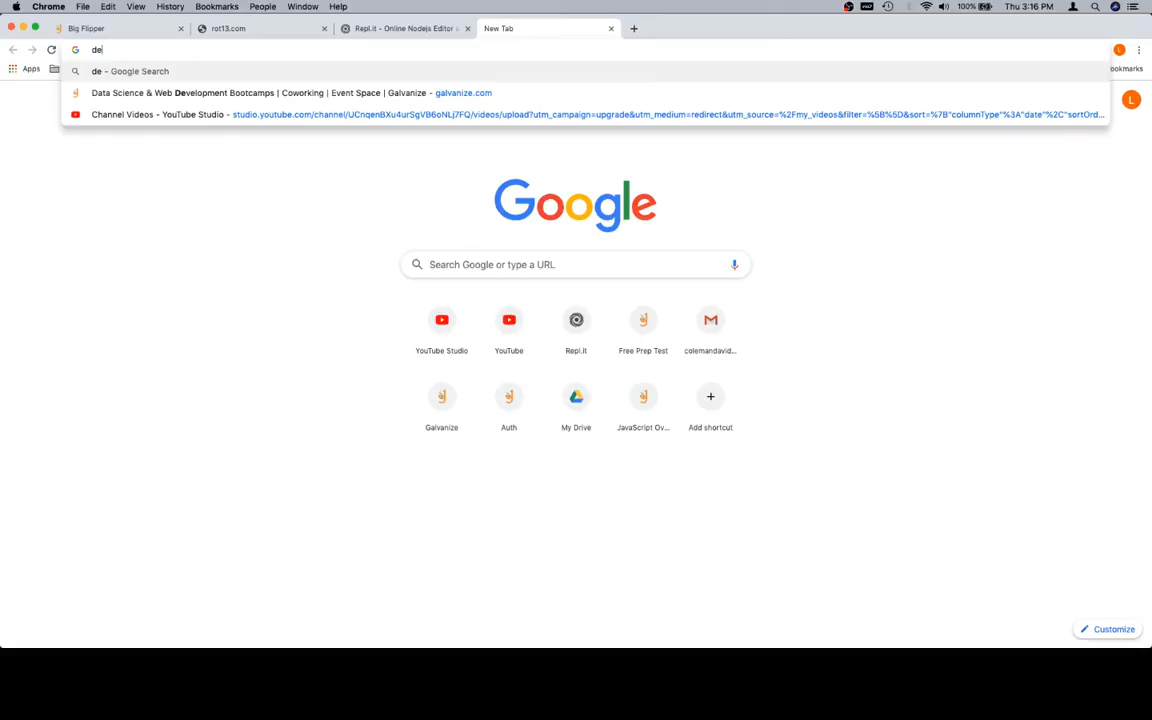 Chrome File Edit View History Bookmarks People Window Help 100% Thu 3:16 PM
Big Flipper rot13.com Repl.it - Online Nodejs Editor New Tab
de
Apps ookmarks
de - Google Search
Data Science & Web Development Bootcamps | Coworking | Event Space | Galvanize - galvanize.com
Channel Videos - YouTube Studio - studio.youtube.com/channel/UCnqenBXu4urSgVB6oNLj7FQ/videos/upload?utm_campaign=upgrade&utm_medium=redirect&utm_source=%2Fmy_videos&filter=%5B%5D&sort=%7B"columnType"%3A"date"%2C"sortOrd...
L
Google
Search Google or type a URL
YouTube Studio YouTube Repl.it Free Prep Test colemandavid...
Galvanize Auth My Drive JavaScript Ov... Add shortcut
Customize